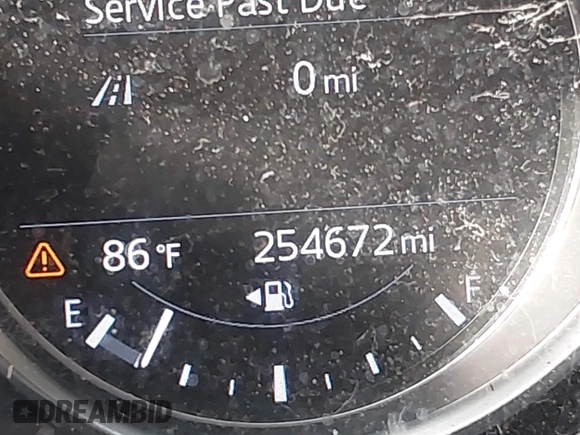 Service Past Due
0 mi
86°F 254672 mi
E F
DREAMBID